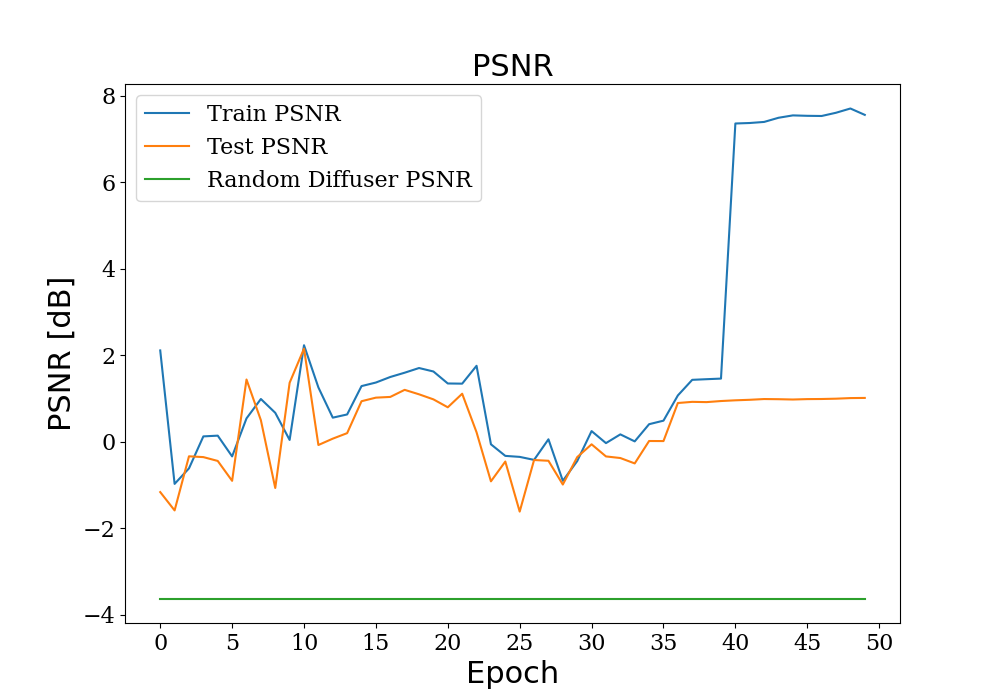 PSNR
Train PSNR
Test PSNR
Random Diffuser PSNR
PSNR [dB]
8
6
4
2
0
−2
−4
0 5 10 15 20 25 30 35 40 45 50
Epoch